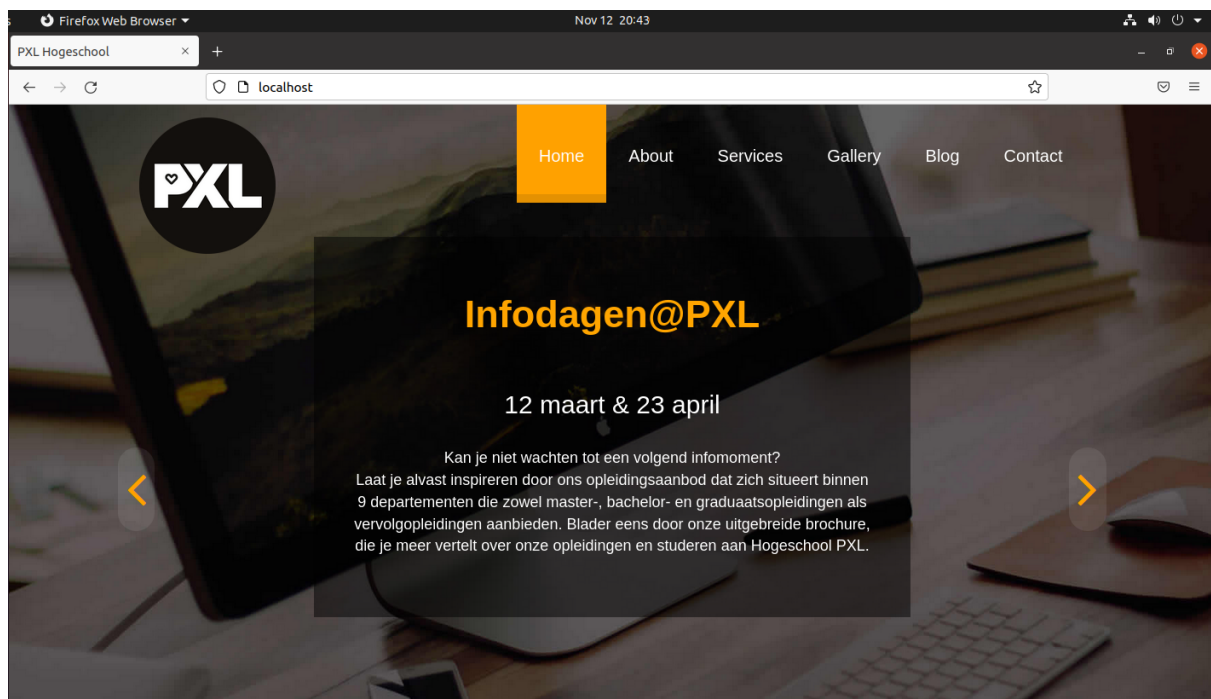 Firefox Web Browser
Nov 12 20:43
PXL Hogeschool
localhost
PXL
Home About Services Gallery Blog Contact
Infodagen@PXL
12 maart & 23 april
Kan je niet wachten tot een volgend infomoment?
Laat je alvast inspireren door ons opleidingsaanbod dat zich situeert binnen
9 departementen die zowel master-, bachelor- en graduaatsopleidingen als
vervolgopleidingen aanbieden. Blader eens door onze uitgebreide brochure,
die je meer vertelt over onze opleidingen en studeren aan Hogeschool PXL.